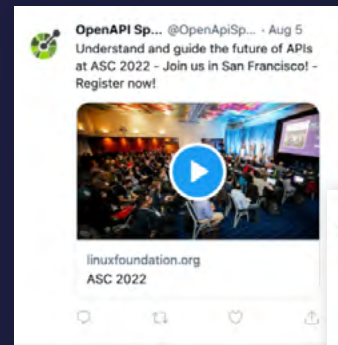 OpenAPI Sp... @OpenApiSp... · Aug 5
Understand and guide the future of APIs
at ASC 2022 - Join us in San Francisco! -
Register now!
linuxfoundation.org
ASC 2022